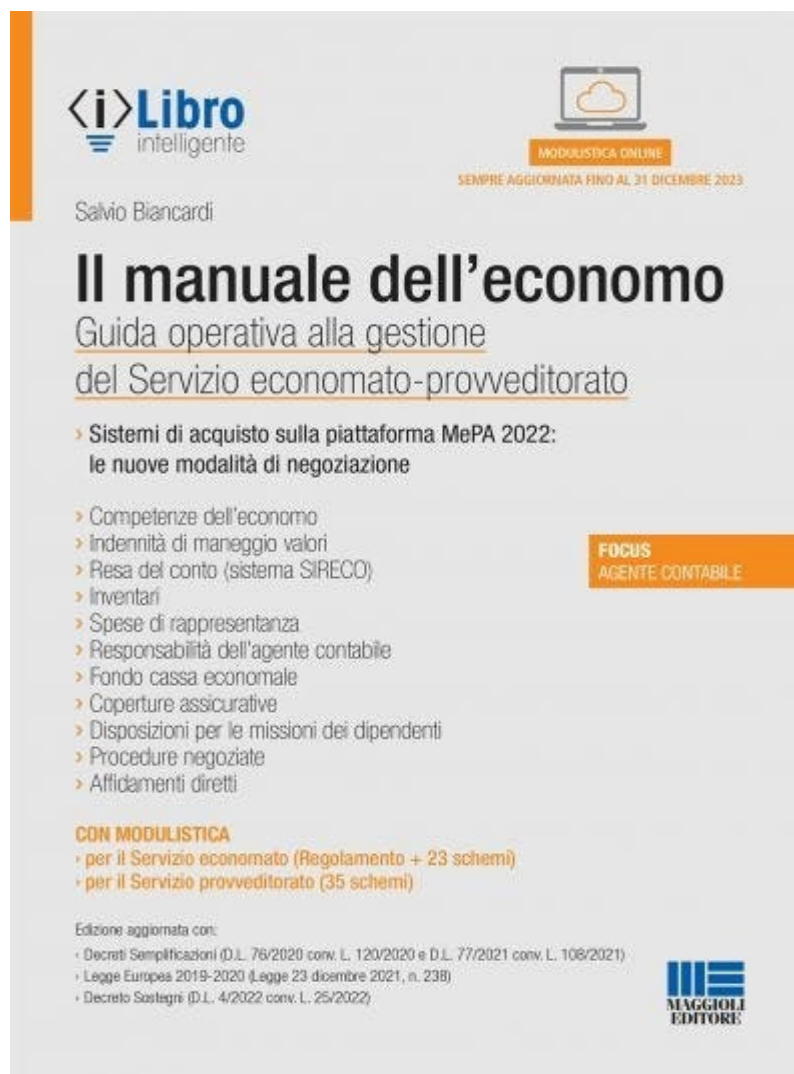 <i>Libro
intelligente
MODULISTICA ONLINE
SEMPRE AGGIORNATA FINO AL 31 DICEMBRE 2023
Salvio Biancardi
Il manuale dell'economo
Guida operativa alla gestione
del Servizio economato-provveditorato
› Sistemi di acquisto sulla piattaforma MePA 2022:
le nuove modalità di negoziazione
› Competenze dell'economo
› Indennità di maneggio valori
› Resa del conto (sistema SIRECO)
› Inventari
› Spese di rappresentanza
› Responsabilità dell'agente contabile
› Fondo cassa economale
› Coperture assicurative
› Disposizioni per le missioni dei dipendenti
› Procedure negoziate
› Affidamenti diretti
FOCUS
AGENTE CONTABILE
CON MODULISTICA
› per il Servizio economato (Regolamento + 23 schemi)
› per il Servizio provveditorato (35 schemi)
Edizione aggiornata con:
› Decreti Semplificazioni (D.L. 76/2020 conv. L. 120/2020 e D.L. 77/2021 conv. L. 108/2021)
› Legge Europea 2019-2020 (Legge 23 dicembre 2021, n. 238)
› Decreto Sostegni (D.L. 4/2022 conv. L. 25/2022)
MAGGIOLI
EDITORE